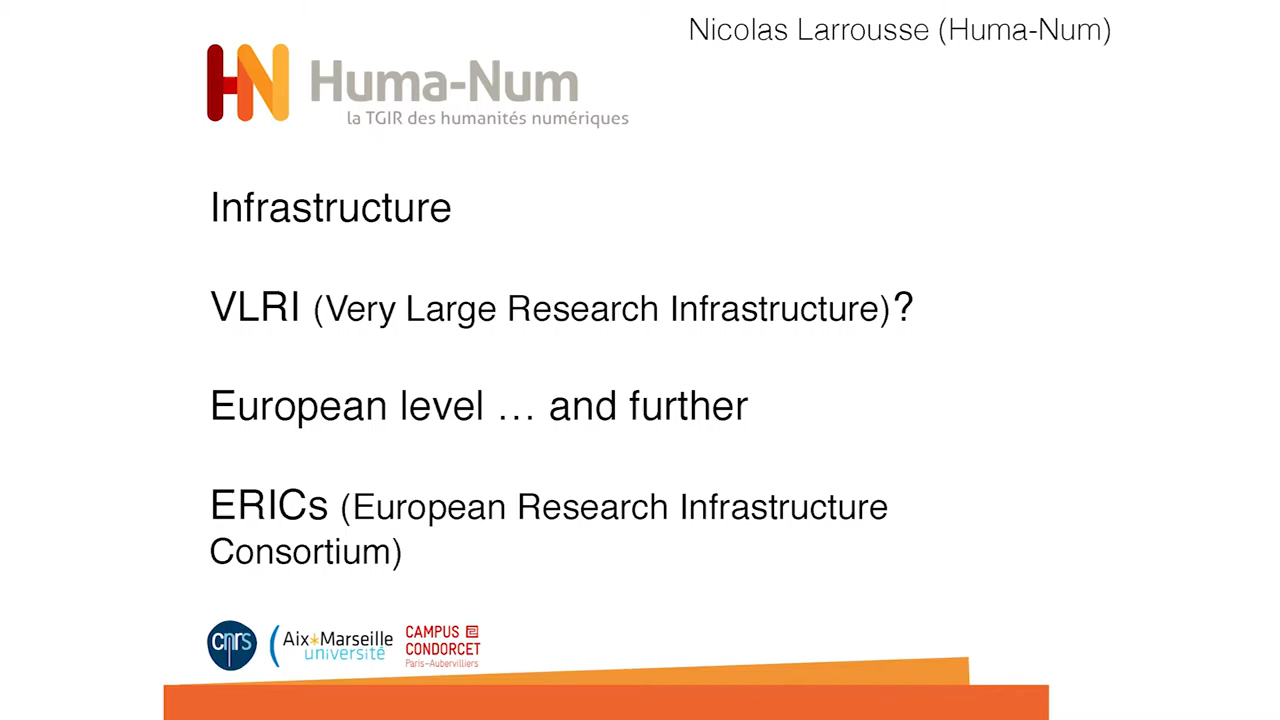 Nicolas Larrousse (Huma-Num)
HN Huma-Num
la TGIR des humanités numériques
Infrastructure
VLRI (Very Large Research Infrastructure)?
European level … and further
ERICs (European Research Infrastructure
Consortium)
cnrs
Aix*Marseille
université
CAMPUS
CONDORCET
Paris-Aubervilliers